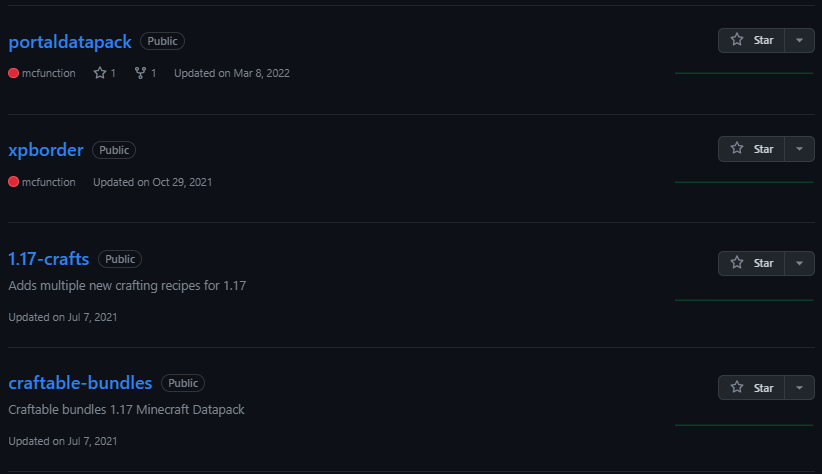 portaldatapack Public Star
mcfunction 1 1 Updated on Mar 8, 2022
xpborder Public Star
mcfunction Updated on Oct 29, 2021
1.17-crafts Public Star
Adds multiple new crafting recipes for 1.17
Updated on Jul 7, 2021
craftable-bundles Public Star
Craftable bundles 1.17 Minecraft Datapack
Updated on Jul 7, 2021